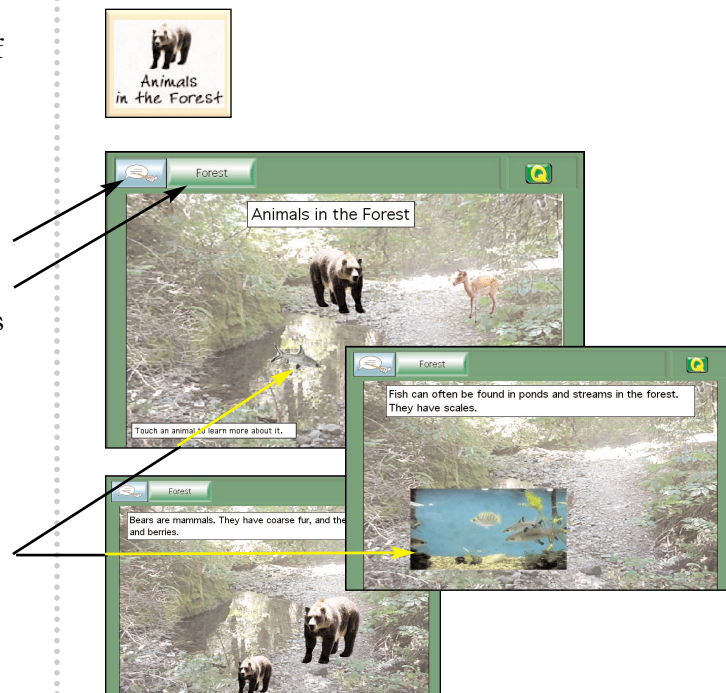 f
Animals
in the Forest
Forest
Q
Animals in the Forest
s
Touch an animal to learn more about it.
Forest
Q
Fish can often be found in ponds and streams in the forest.
They have scales.
Forest
Bears are mammals. They have coarse fur, and the
and berries.